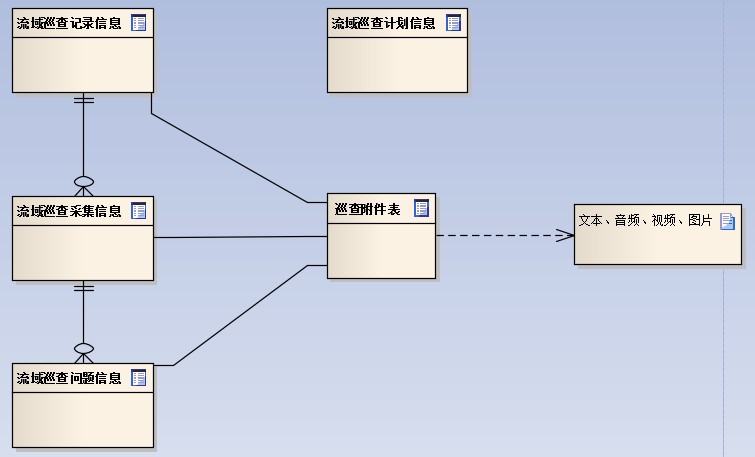 流域巡查记录信息
流域巡查计划信息
流域巡查采集信息
巡查附件表
文本、音频、视频、图片
流域巡查问题信息